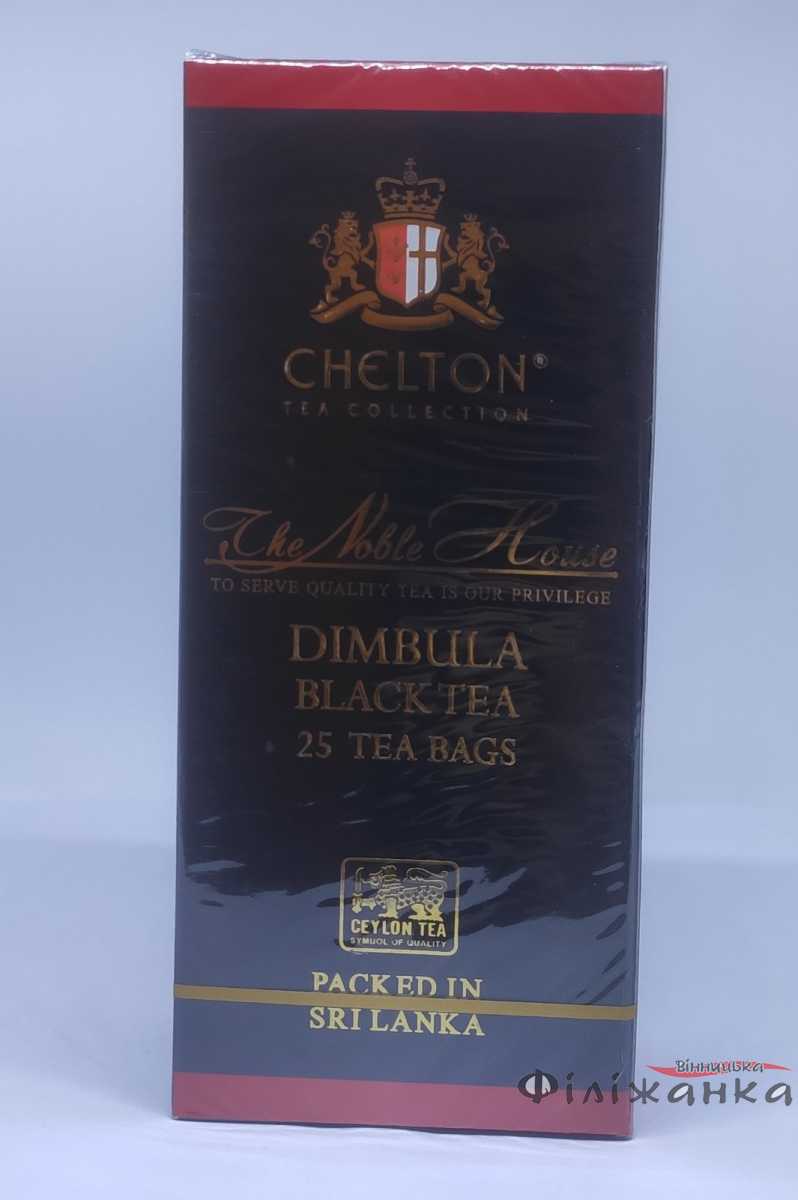 CHELTON®
TEA COLLECTION
The Noble House
TO SERVE QUALITY TEA IS OUR PRIVILEGE
DIMBULA
BLACK TEA
25 TEA BAGS
CEYLON TEA
SYMBOL OF QUALITY
PACKED IN
SRI LANKA
Вінницька
Філіжанка